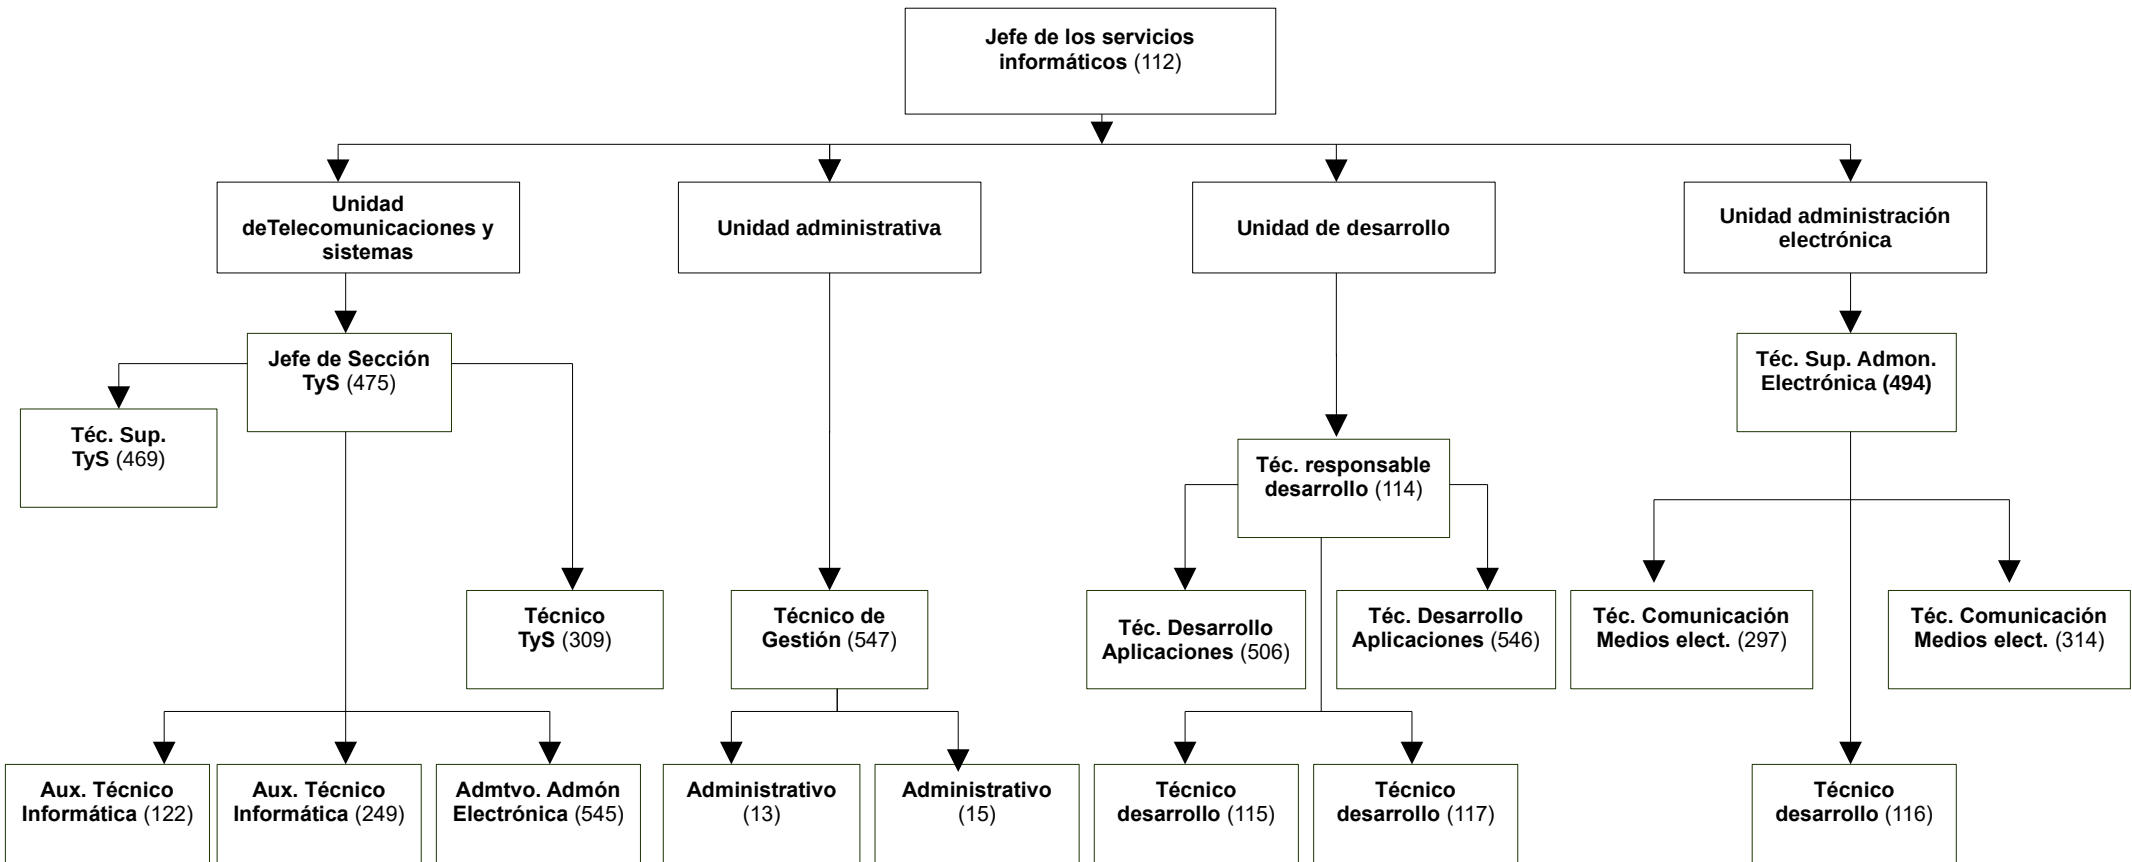 Jefe de los servicios
informáticos (112)
Unidad
deTelecomunicaciones y
sistemas
Unidad administrativa
Unidad de desarrollo
Unidad administración
electrónica
Jefe de Sección
TyS (475)
Téc. Sup. Admon.
Electrónica (494)
Téc. Sup.
TyS (469)
Téc. responsable
desarrollo (114)
Técnico
TyS (309)
Técnico de
Gestión (547)
Téc. Desarrollo
Aplicaciones (506)
Téc. Desarrollo
Aplicaciones (546)
Téc. Comunicación
Medios elect. (297)
Téc. Comunicación
Medios elect. (314)
Aux. Técnico
Informática (122)
Aux. Técnico
Informática (249)
Admtvo. Admón
Electrónica (545)
Administrativo
(13)
Administrativo
(15)
Técnico
desarrollo (115)
Técnico
desarrollo (117)
Técnico
desarrollo (116)